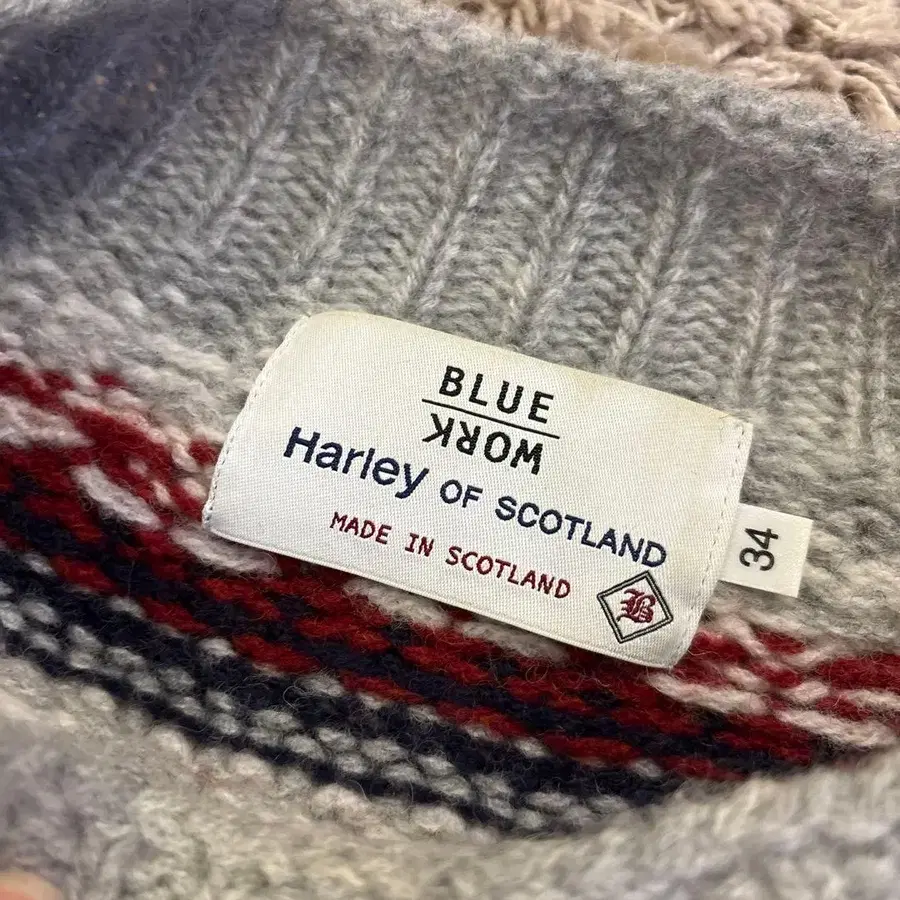 BLUE
WORK
Harley OF SCOTLAND
MADE IN SCOTLAND
B
34